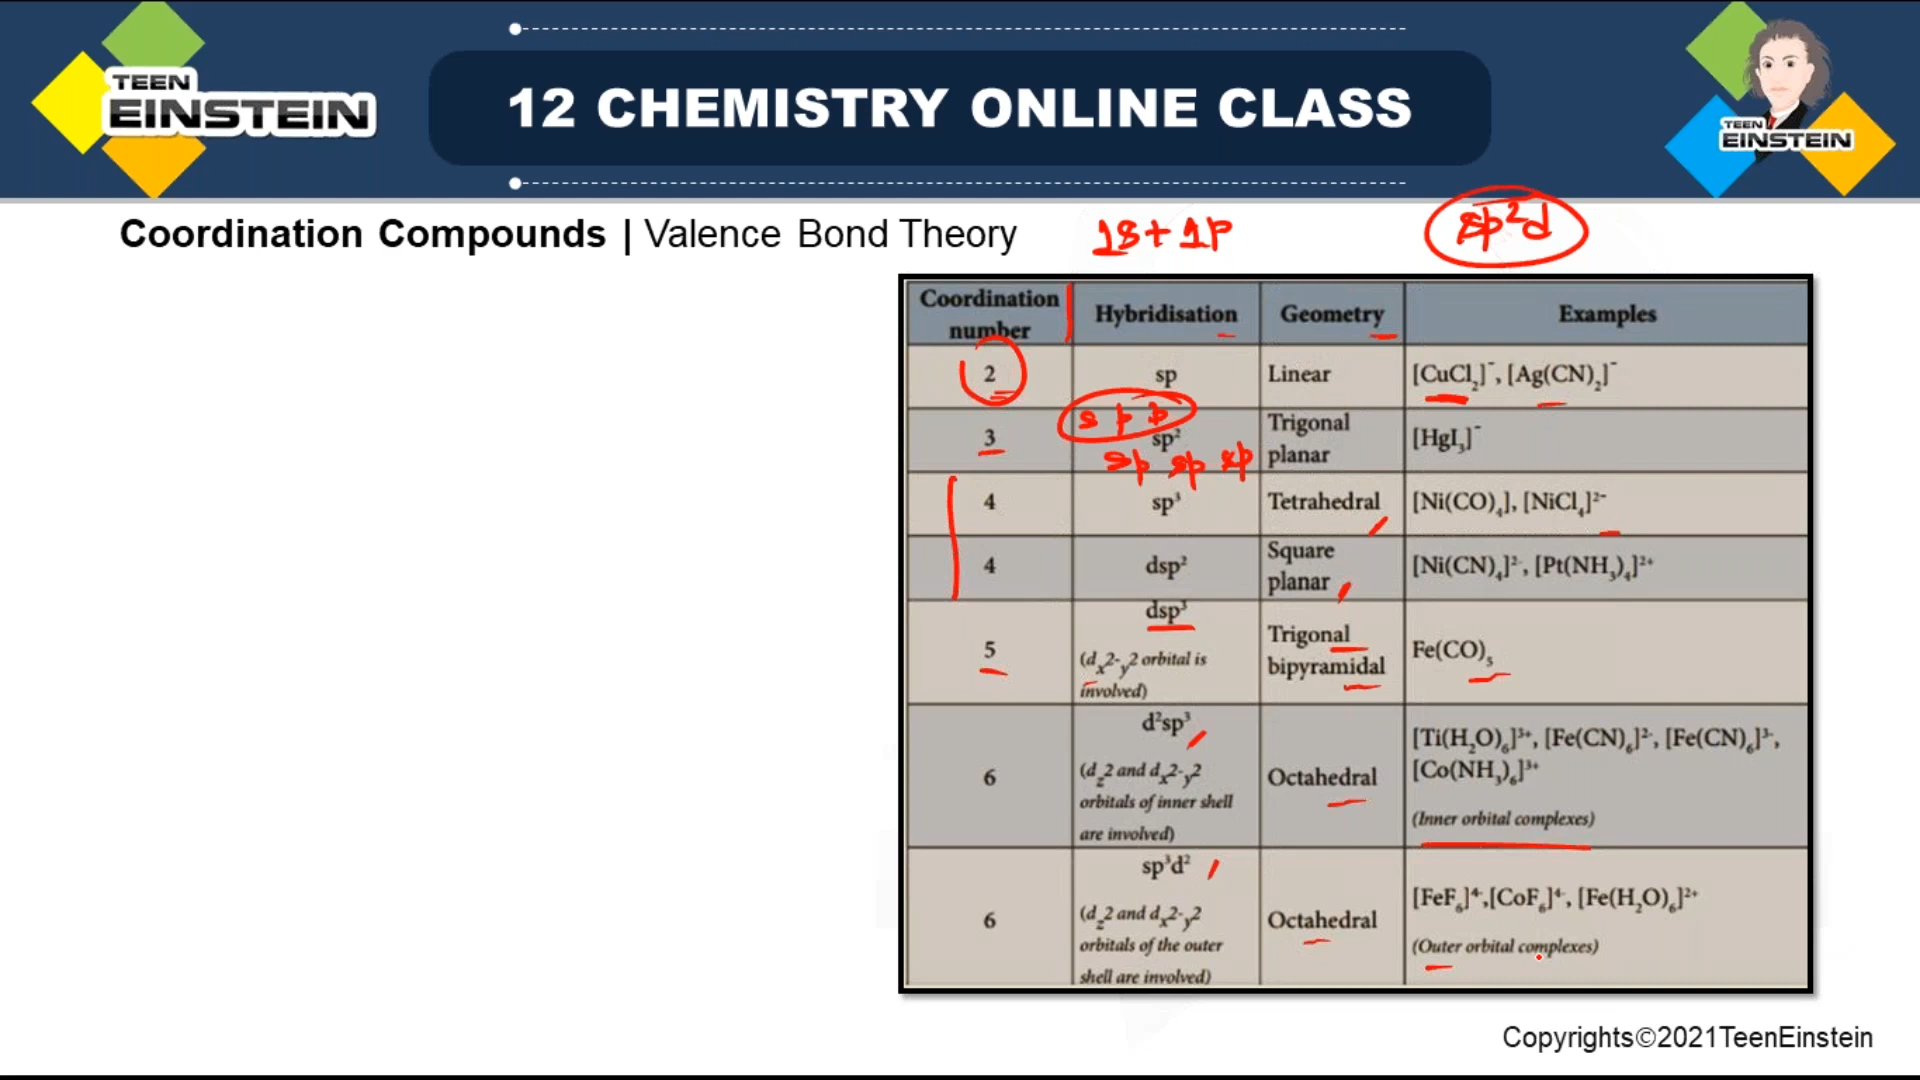 TEEN
EINSTEIN
12 CHEMISTRY ONLINE CLASS
TEEN
EINSTEIN
Coordination Compounds | Valence Bond Theory
1s + 1p
sp²d
Coordination number
Hybridisation
Geometry
Examples
2
sp
Linear
[CuCl₂]⁻, [Ag(CN)₂]⁻
s p p
3
sp²
Trigonal
planar
[HgI₃]⁻
sp sp sp
4
sp³
Tetrahedral
[Ni(CO)₄], [NiCl₄]²⁻
4
dsp²
Square
planar
[Ni(CN)₄]²⁻, [Pt(NH₃)₄]²⁺
5
dsp³
(dx2-y2 orbital is
involved)
Trigonal
bipyramidal
Fe(CO)₅
6
d²sp³
(dz2 and dx2-y2
orbitals of inner shell
are involved)
Octahedral
[Ti(H₂O)₆]³⁺, [Fe(CN)₆]²⁻, [Fe(CN)₆]³⁻,
[Co(NH₃)₆]³⁺
(Inner orbital complexes)
6
sp³d²
(dz2 and dx2-y2
orbitals of the outer
shell are involved)
Octahedral
[FeF₆]⁴⁻,[CoF₆]⁴⁻, [Fe(H₂O)₆]²⁺
(Outer orbital complexes)
Copyrights©2021TeenEinstein